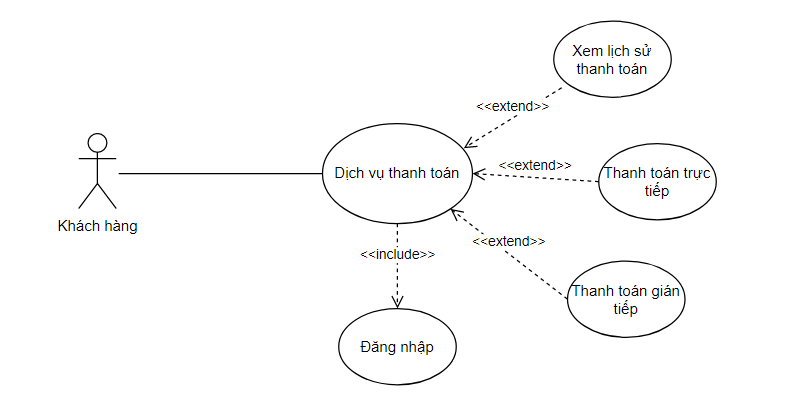 Xem lịch sử
thanh toán
<<extend>>
Dịch vụ thanh toán
<<extend>>
Thanh toán trực
tiếp
Khách hàng
<<extend>>
<<include>>
Thanh toán gián
tiếp
Đăng nhập